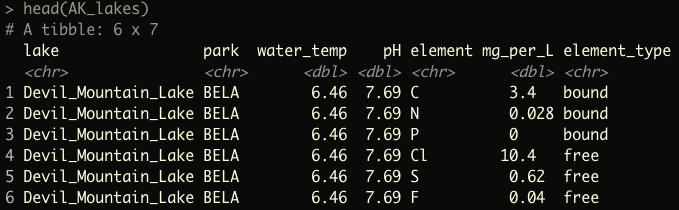 > head(AK_lakes)
# A tibble: 6 x 7
lake park water_temp pH element mg_per_L element_type
<chr> <chr> <dbl> <dbl> <chr> <dbl> <chr>
1 Devil_Mountain_Lake BELA 6.46 7.69 C 3.4 bound
2 Devil_Mountain_Lake BELA 6.46 7.69 N 0.028 bound
3 Devil_Mountain_Lake BELA 6.46 7.69 P 0 bound
4 Devil_Mountain_Lake BELA 6.46 7.69 Cl 10.4 free
5 Devil_Mountain_Lake BELA 6.46 7.69 S 0.62 free
6 Devil_Mountain_Lake BELA 6.46 7.69 F 0.04 free